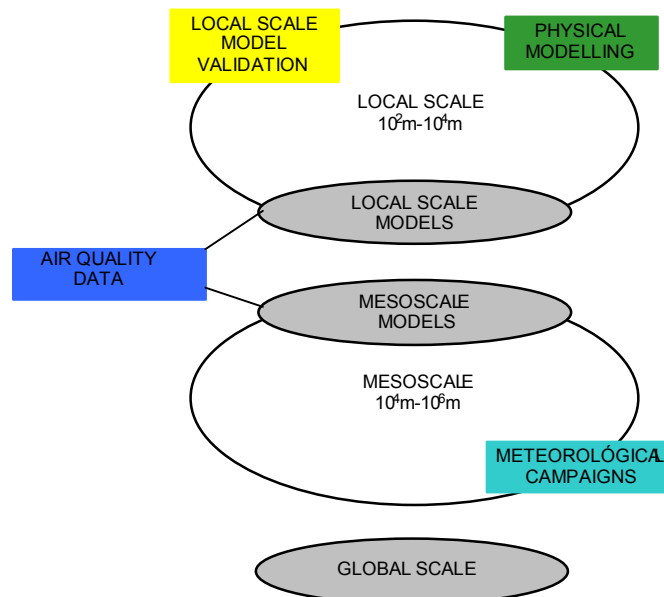 LOCAL SCALE
MODEL
VALIDATION
PHYSICAL
MODELLING
LOCAL SCALE
10²m-10⁴m
LOCAL SCALE
MODELS
AIR QUALITY
DATA
MESOSCALE
MODELS
MESOSCALE
10⁴m-10⁶m
METEOROLÓGICAL
CAMPAIGNS
GLOBAL SCALE